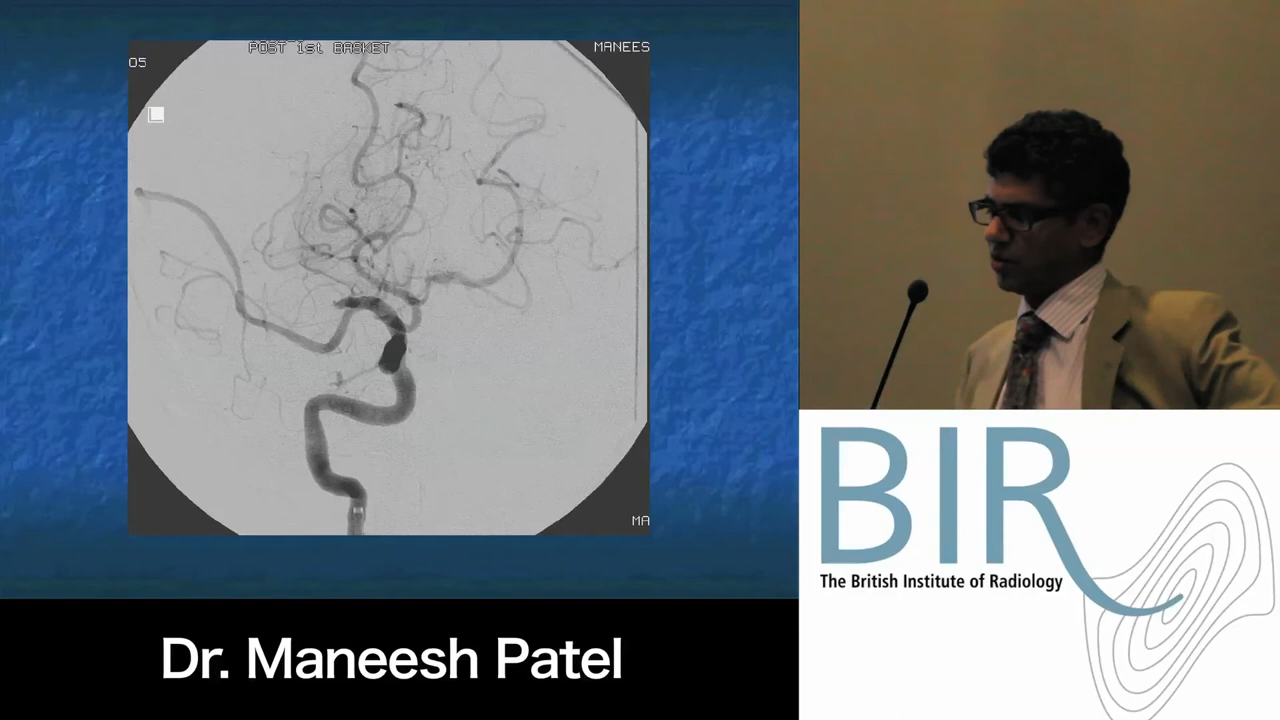 POST 1st BASKET
MANEES
05
L
MA
BIR
The British Institute of Radiology
Dr. Maneesh Patel